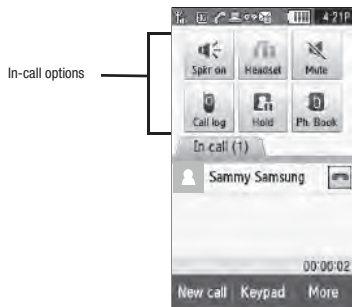 4:21P
In-call options
Spkr on Headset Mute
Call log Hold Ph. Book
In call (1)
Sammy Samsung
00:00:02
New call Keypad More